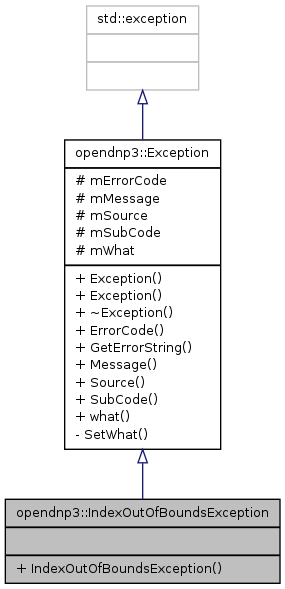 std::exception
opendnp3::Exception
# mErrorCode
# mMessage
# mSource
# mSubCode
# mWhat
+ Exception()
+ Exception()
+ ~Exception()
+ ErrorCode()
+ GetErrorString()
+ Message()
+ Source()
+ SubCode()
+ what()
- SetWhat()
opendnp3::IndexOutOfBoundsException
+ IndexOutOfBoundsException()